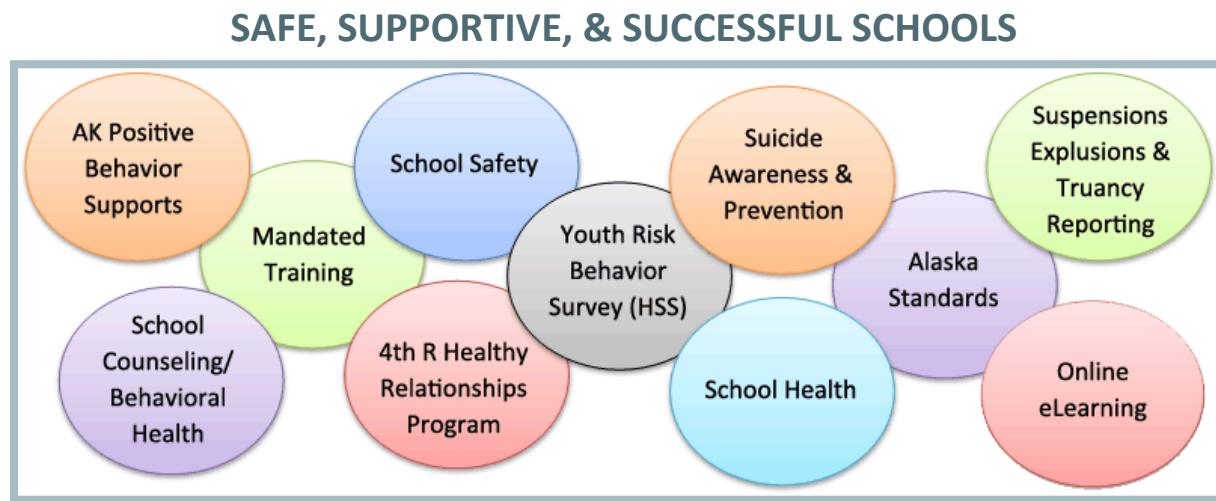 SAFE, SUPPORTIVE, & SUCCESSFUL SCHOOLS
AK Positive
Behavior
Supports
Mandated
Training
School Safety
School
Counseling/
Behavioral
Health
4th R Healthy
Relationships
Program
Youth Risk
Behavior
Survey (HSS)
Suicide
Awareness &
Prevention
School Health
Alaska
Standards
Suspensions
Explusions &
Truancy
Reporting
Online
eLearning